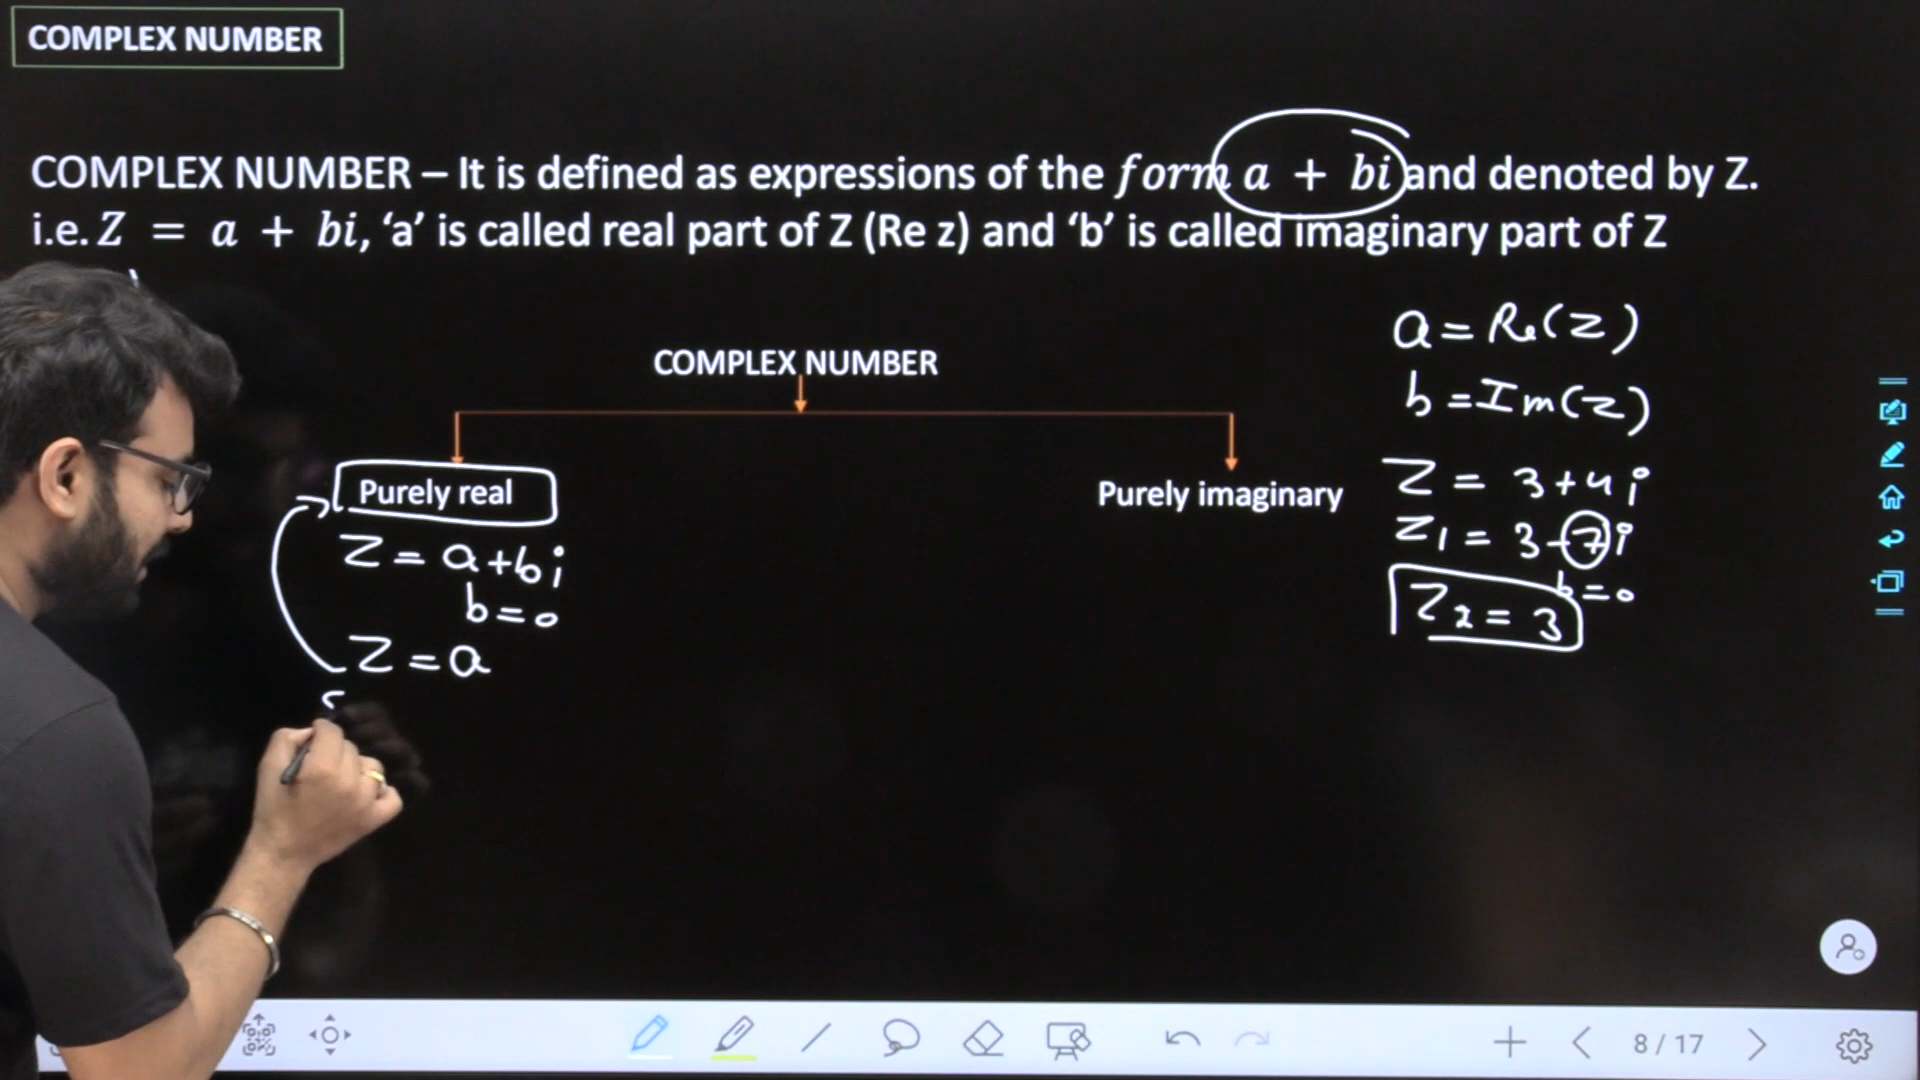 COMPLEX NUMBER
COMPLEX NUMBER – It is defined as expressions of the form a + bi and denoted by Z.
i.e. Z = a + bi, ‘a’ is called real part of Z (Re z) and ‘b’ is called imaginary part of Z
a = Re(Z)
b = Im(Z)
COMPLEX NUMBER
Purely real
Purely imaginary
Z = a+bi
b = 0
Z = a
Z = 3+4i
Z1 = 3-7i
b = 0
Z2 = 3
8 / 17